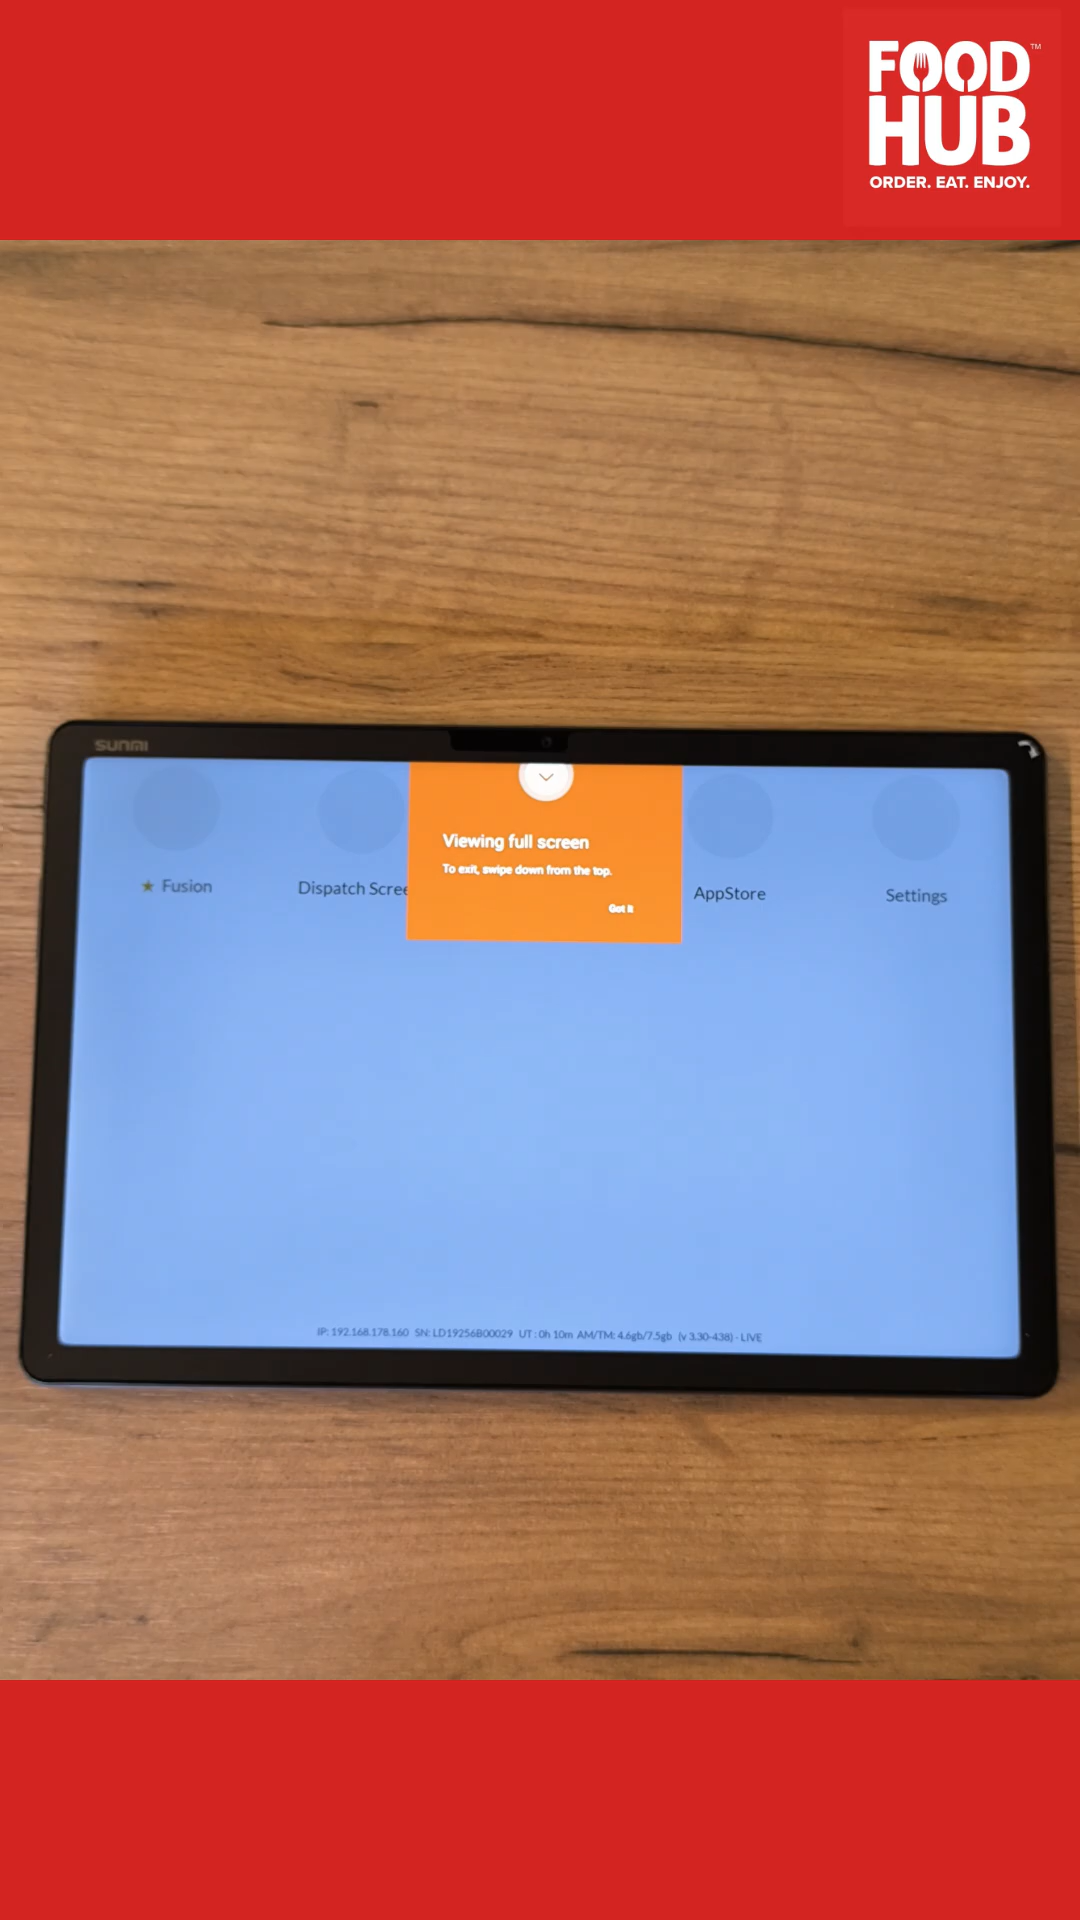 FOOD
HUB
™
ORDER. EAT. ENJOY.
SUNMI
Viewing full screen
To exit, swipe down from the top.
Got it
★ Fusion
Dispatch Scree
AppStore
Settings
IP: 192.168.178.160 SN: LD19256B00029 UT : 0h 10m AM/TM: 4.6gb/7.5gb (v 3.30-438) - LIVE